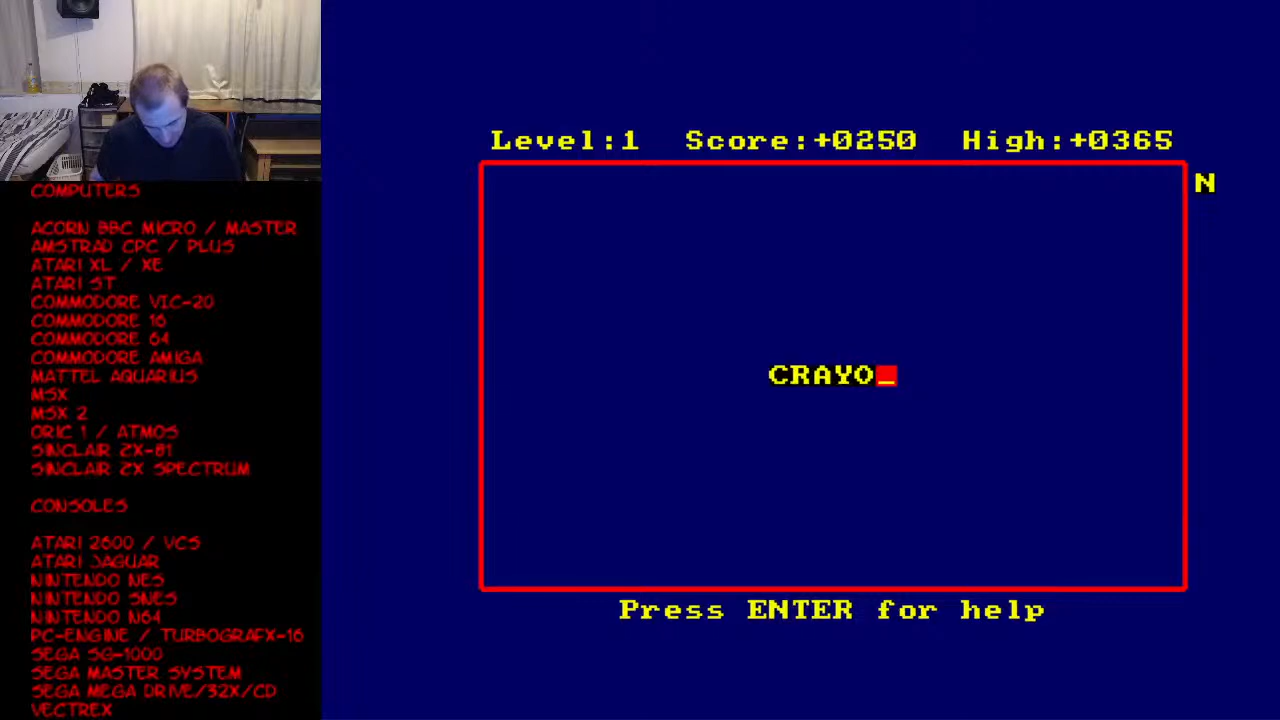 COMPUTERS
ACORN BBC MICRO / MASTER
AMSTRAD CPC / PLUS
ATARI XL / XE
ATARI ST
COMMODORE VIC-20
COMMODORE 16
COMMODORE 64
COMMODORE AMIGA
MATTEL AQUARIUS
MSX
MSX 2
ORIC 1 / ATMOS
SINCLAIR ZX-81
SINCLAIR ZX SPECTRUM
CONSOLES
ATARI 2600 / VCS
ATARI JAGUAR
NINTENDO NES
NINTENDO SNES
NINTENDO N64
PC-ENGINE / TURBOGRAFX-16
SEGA SG-1000
SEGA MASTER SYSTEM
SEGA MEGA DRIVE/32X/CD
VECTREX
Level:1 Score:+0250 High:+0365
N
CRAYO_
Press ENTER for help